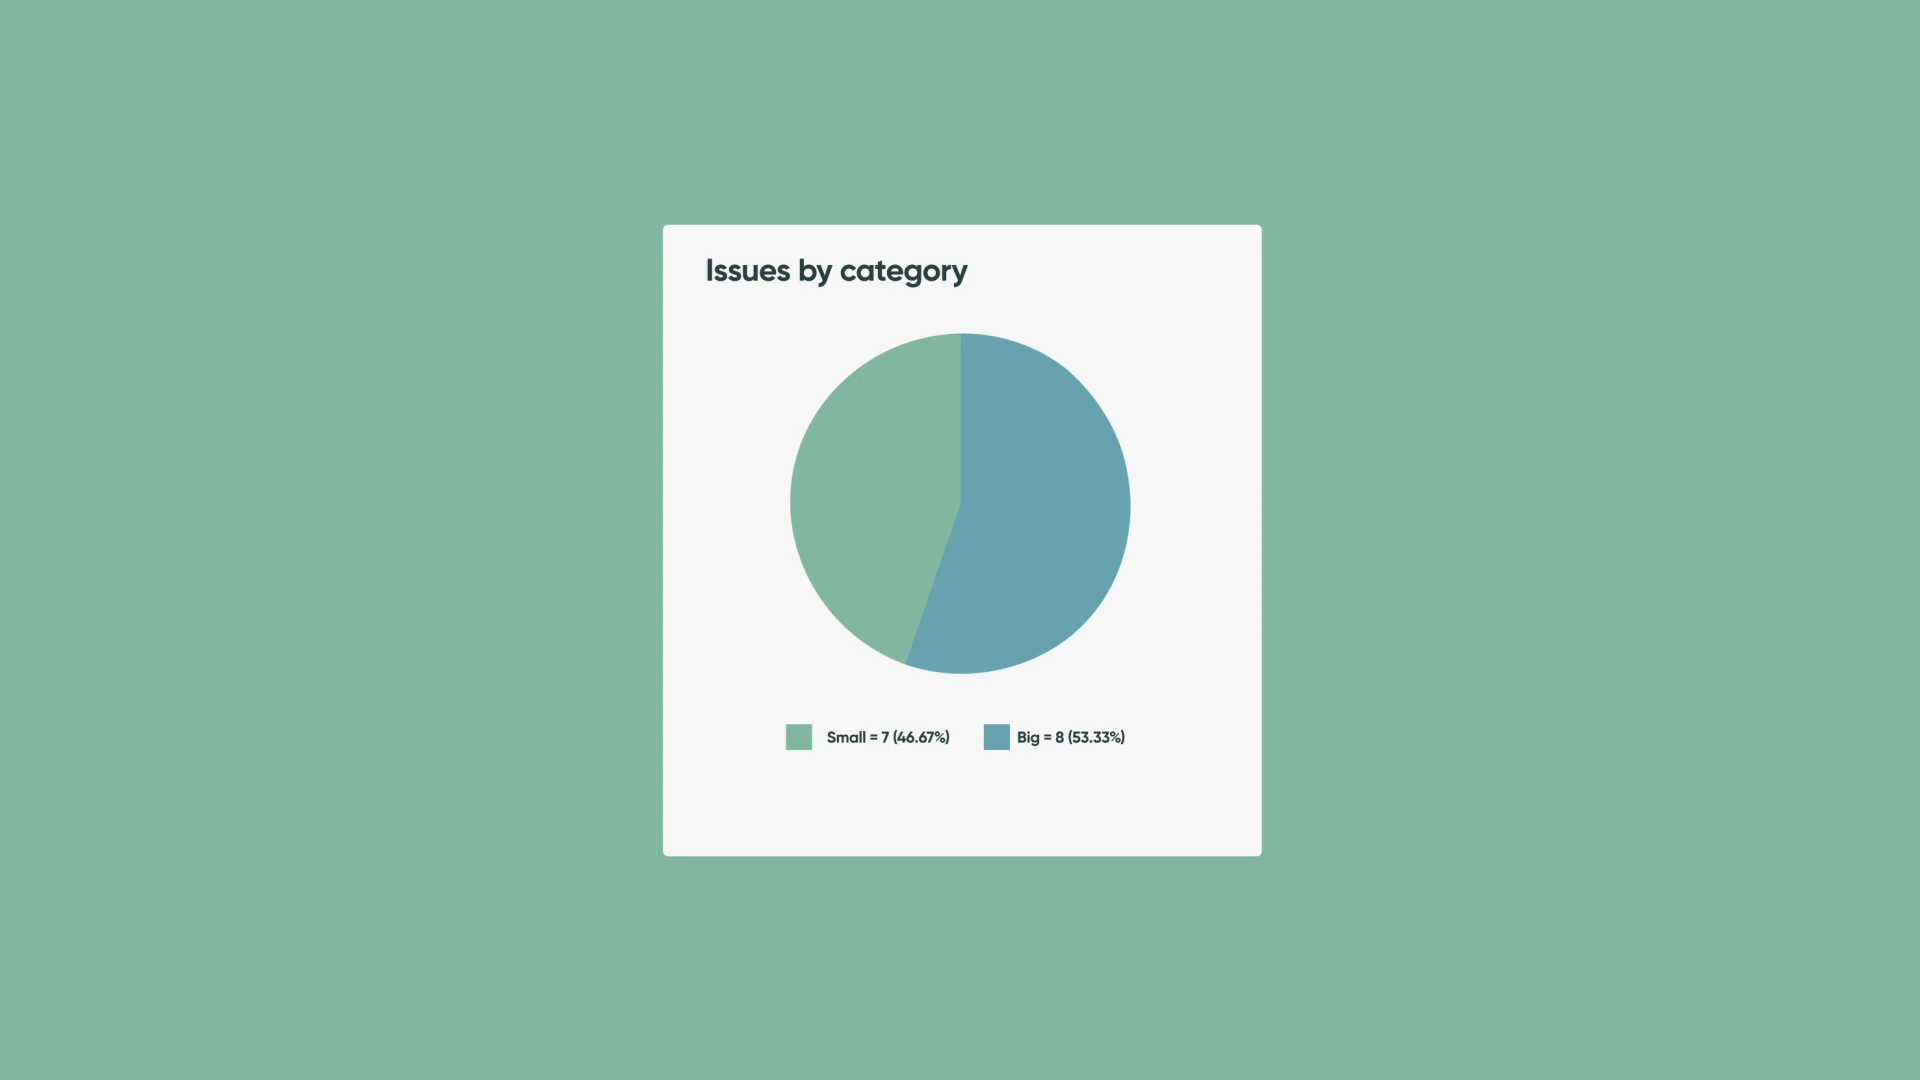 Issues by category
Small = 7 (46.67%) Big = 8 (53.33%)